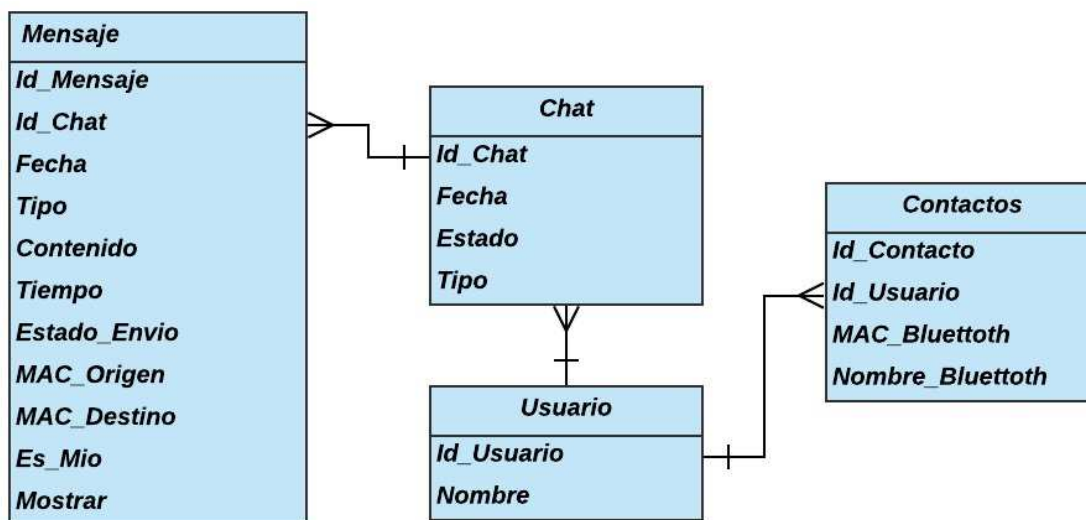 Mensaje
Id_Mensaje
Id_Chat
Fecha
Tipo
Contenido
Tiempo
Estado_Envio
MAC_Origen
MAC_Destino
Es_Mio
Mostrar
Chat
Id_Chat
Fecha
Estado
Tipo
Usuario
Id_Usuario
Nombre
Contactos
Id_Contacto
Id_Usuario
MAC_Bluettoth
Nombre_Bluettoth